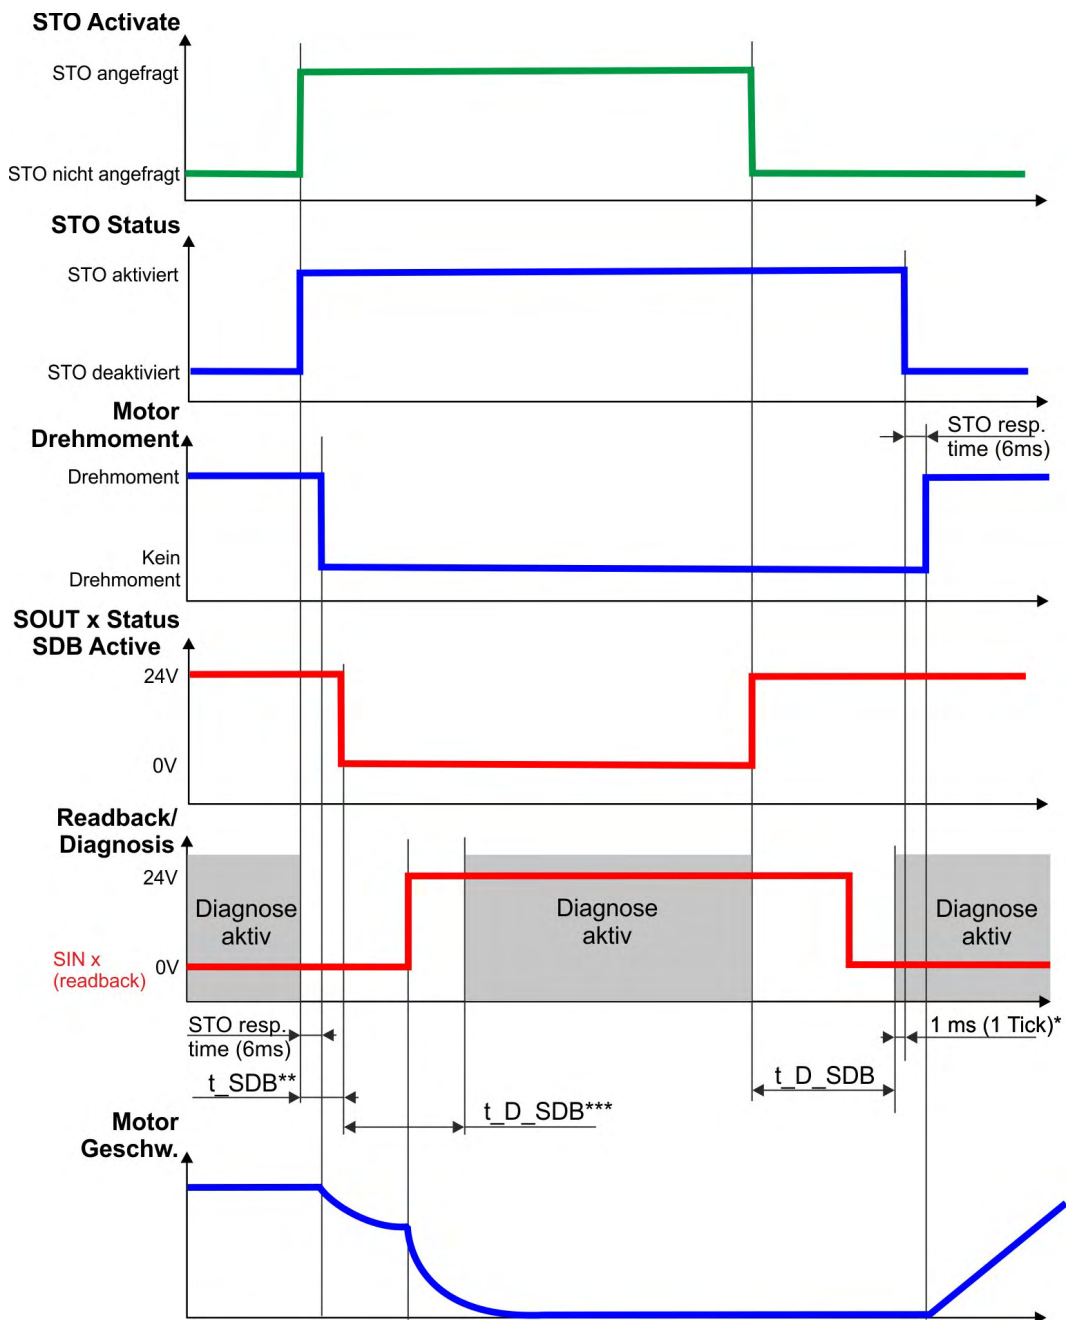 STO Activate
STO angefragt
STO nicht angefragt
STO Status
STO aktiviert
STO deaktiviert
Motor
Drehmoment
STO resp.
time (6ms)
Drehmoment
Kein
Drehmoment
SOUT x Status
SDB Active
24V
0V
Readback/
Diagnosis
24V
Diagnose
aktiv
Diagnose
aktiv
Diagnose
aktiv
SIN x
(readback)
0V
STO resp.
time (6ms)
1 ms (1 Tick)*
t_SDB**
t_D_SDB
t_D_SDB***
Motor
Geschw.